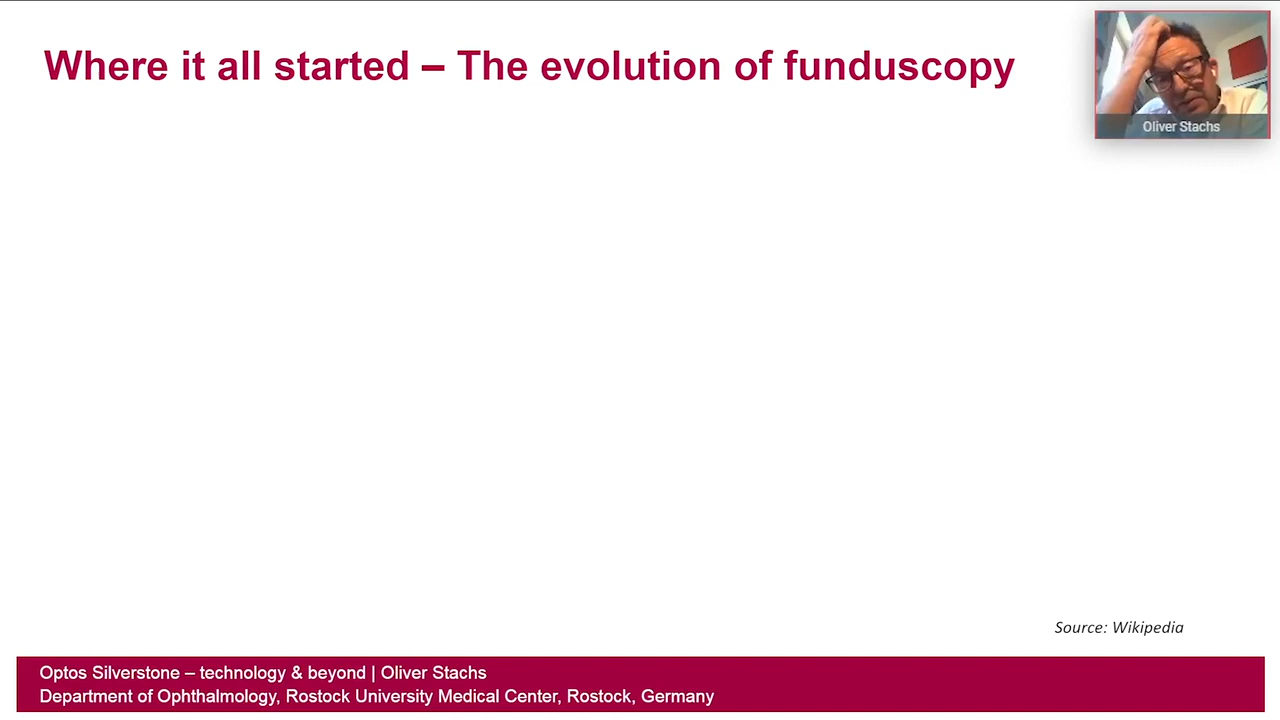 Where it all started – The evolution of funduscopy
Oliver Stachs
Source: Wikipedia
Optos Silverstone – technology & beyond | Oliver Stachs
Department of Ophthalmology, Rostock University Medical Center, Rostock, Germany